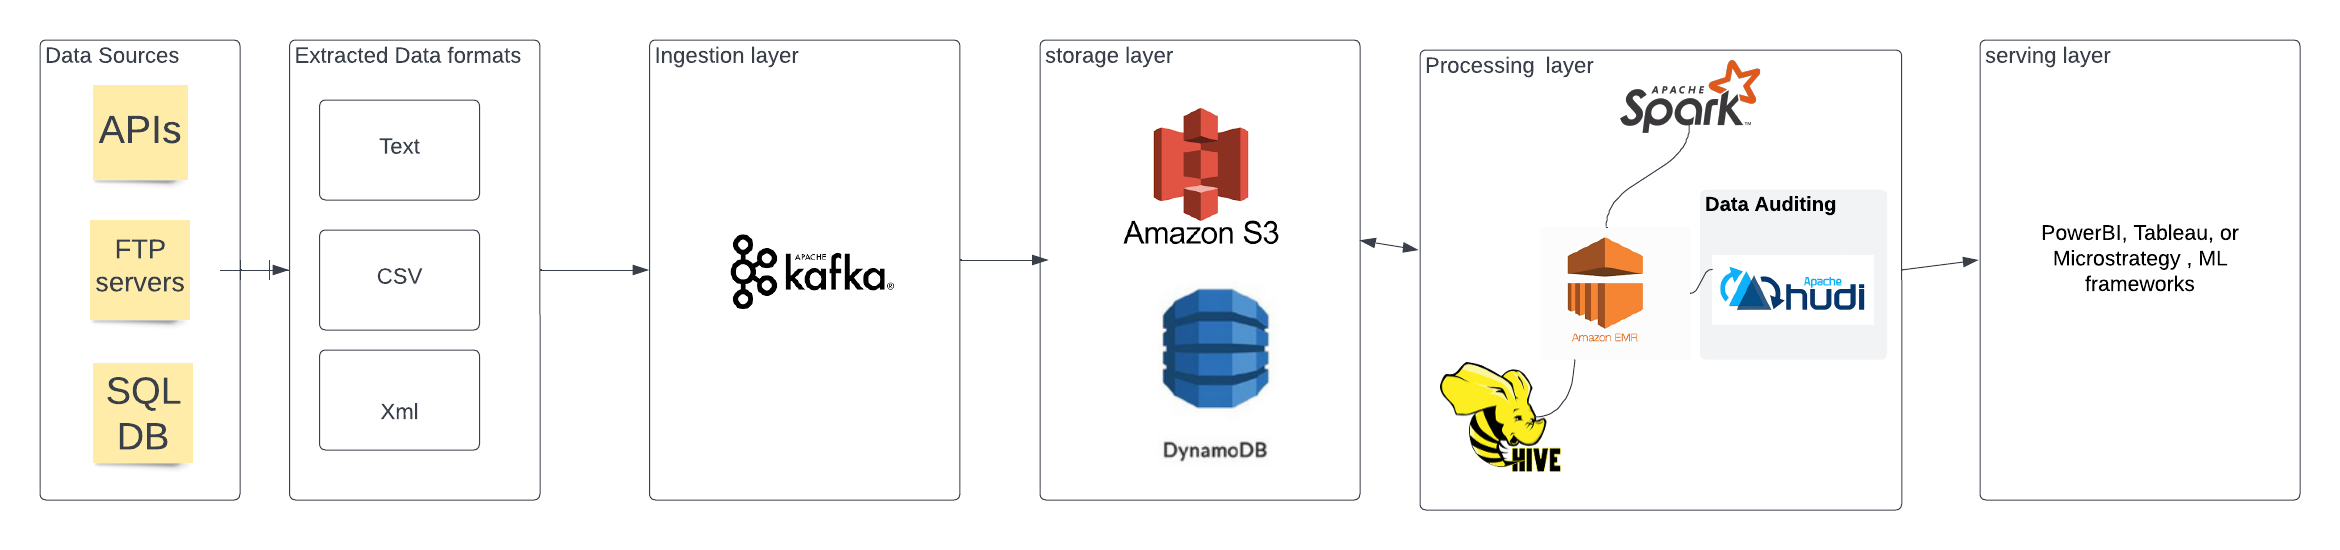 Data Sources
APIs
FTP
servers
SQL
DB
Extracted Data formats
Text
CSV
Xml
Ingestion layer
APACHE
kafka®
storage layer
Amazon S3
DynamoDB
Processing layer
APACHE
Spark™
Data Auditing
Apache
hudi
Amazon EMR
HIVE
serving layer
PowerBI, Tableau, or
Microstrategy , ML
frameworks